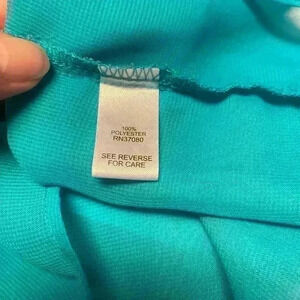 100%
POLYESTER
RN37080
SEE REVERSE
FOR CARE